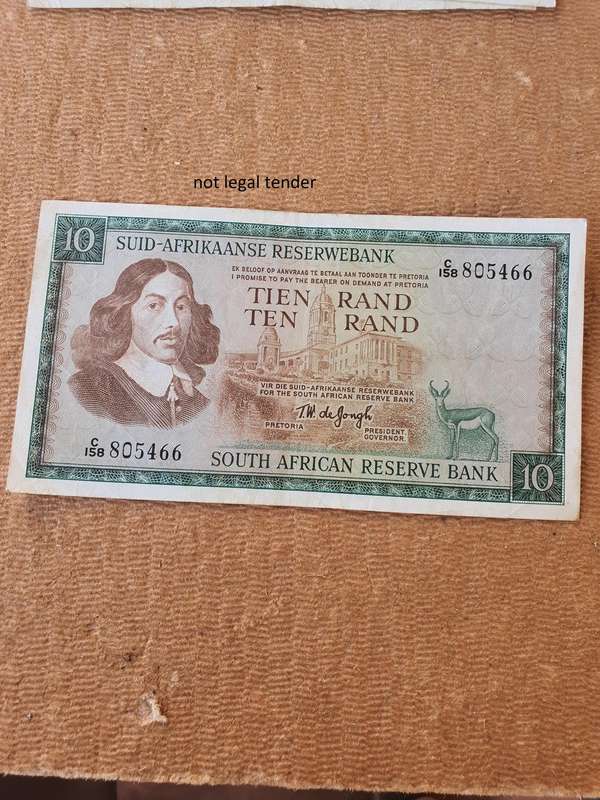 not legal tender
10
SUID-AFRIKAANSE RESERWEBANK
C/158 805466
EK BELOOF OP AANVRAAG TE BETAAL AAN TOONDER TE PRETORIA
I PROMISE TO PAY THE BEARER ON DEMAND AT PRETORIA
TIEN RAND
TEN RAND
VIR DIE SUID-AFRIKAANSE RESERWEBANK
FOR THE SOUTH AFRICAN RESERVE BANK
T.W. de Jongh
PRETORIA
PRESIDENT
GOVERNOR
C/158 805466
SOUTH AFRICAN RESERVE BANK
10